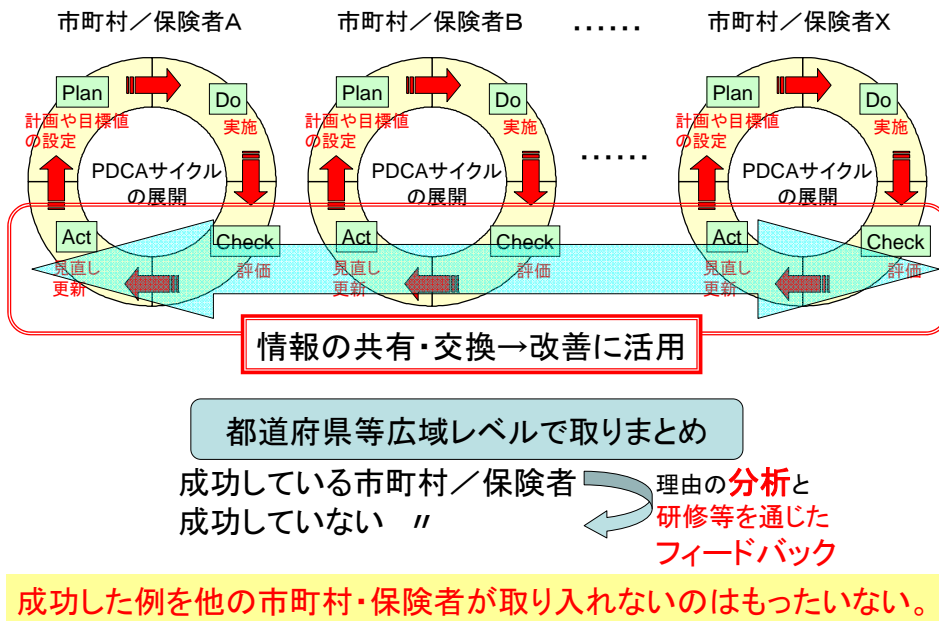 市町村／保険者A
市町村／保険者B
……
市町村／保険者X
Plan
Do
計画や目標値
の設定
実施
PDCAサイクル
の展開
Act
Check
見直し
更新
評価
Plan
Do
計画や目標値
の設定
実施
PDCAサイクル
の展開
Act
Check
見直し
更新
評価
……
Plan
Do
計画や目標値
の設定
実施
PDCAサイクル
の展開
Act
Check
見直し
更新
評価
情報の共有・交換→改善に活用
都道府県等広域レベルで取りまとめ
成功している市町村／保険者
成功していない　〃
理由の分析と
研修等を通じた
フィードバック
成功した例を他の市町村・保険者が取り入れないのはもったいない。